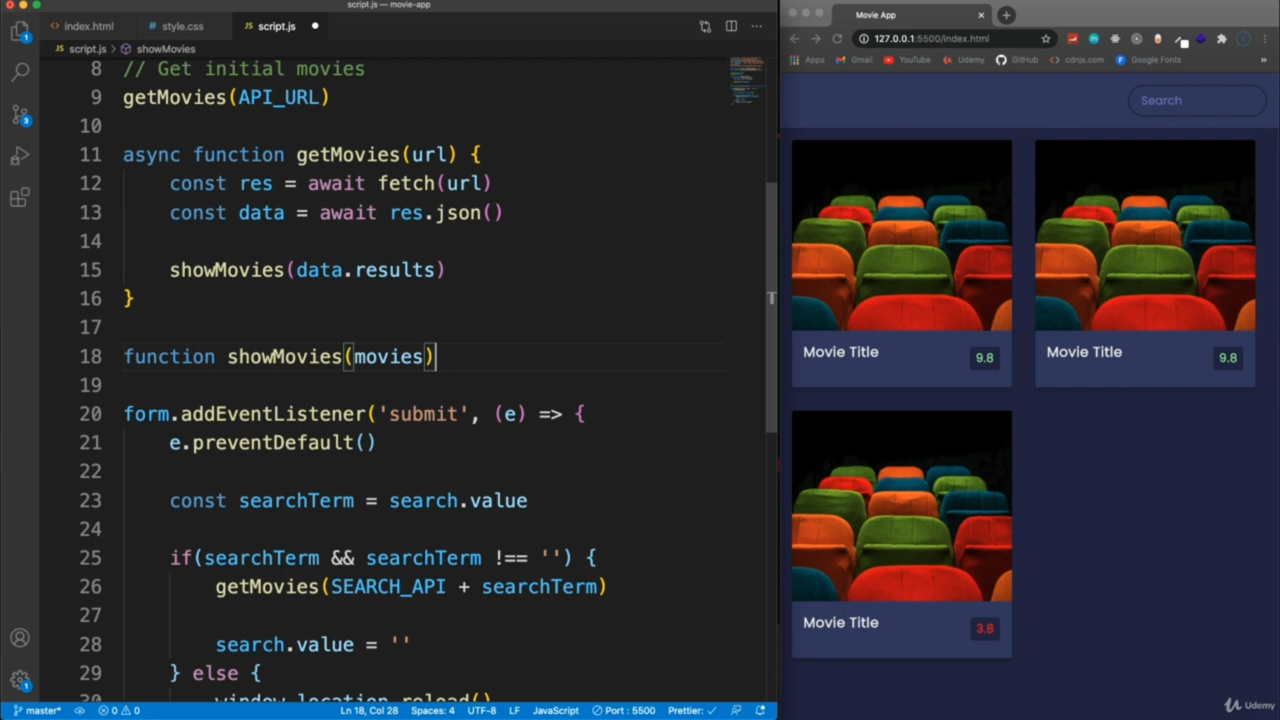 script.js — movie-app
index.html
style.css
script.js
script.js > showMovies
8 // Get initial movies
9 getMovies(API_URL)
10
11 async function getMovies(url) {
12 const res = await fetch(url)
13 const data = await res.json()
14
15 showMovies(data.results)
16 }
17
18 function showMovies(movies)
19
20 form.addEventListener('submit', (e) => {
21 e.preventDefault()
22
23 const searchTerm = search.value
24
25 if(searchTerm && searchTerm !== '') {
26 getMovies(SEARCH_API + searchTerm)
27
28 search.value = ''
29 } else {
30 window.location.reload()
master* 0 0 Ln 18, Col 28 Spaces: 4 UTF-8 LF JavaScript Port : 5500 Prettier: ✓
Movie App
127.0.0.1:5500/index.html
Apps Gmail YouTube Udemy GitHub cdnjs.com Google Fonts »
Search
Movie Title 9.8
Movie Title 9.8
Movie Title 3.8
Udemy